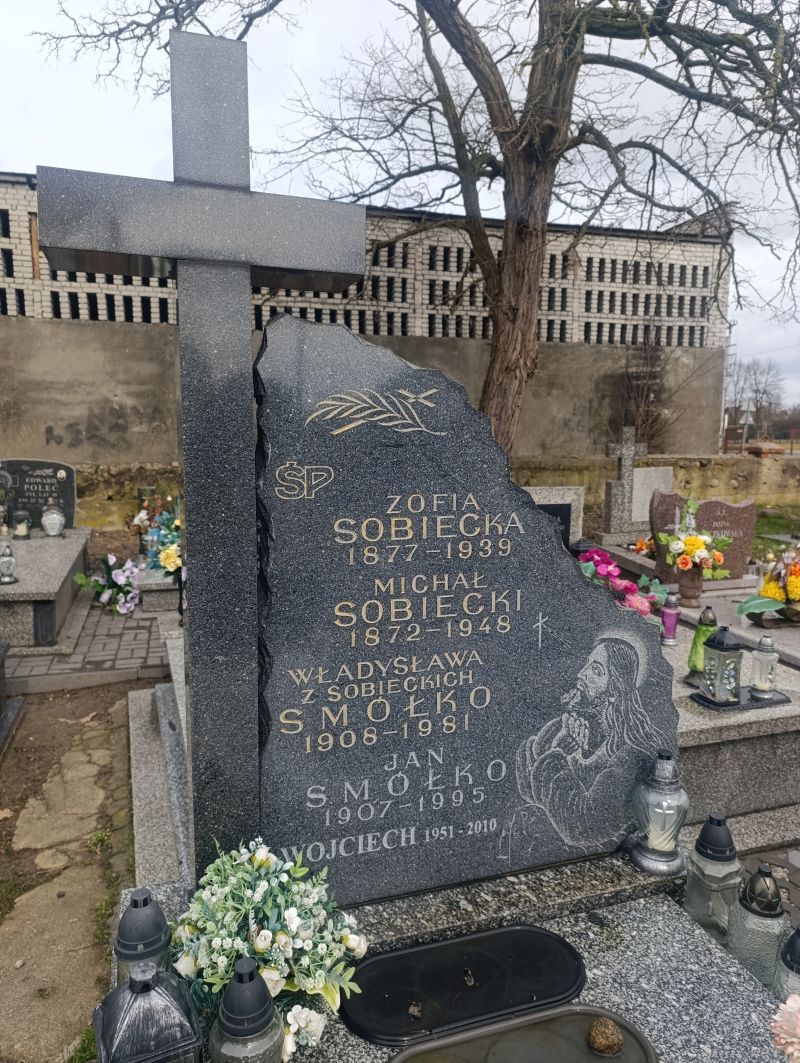 ŚP
ZOFIA
SOBIECKA
1877-1939
MICHAŁ
SOBIECKI
1872-1948
WŁADYSŁAWA
Z SOBIECKICH
SMOŁKO
1908-1981
JAN
SMOŁKO
1907-1995
WOJCIECH 1951-2010
EDWARD
POLEC